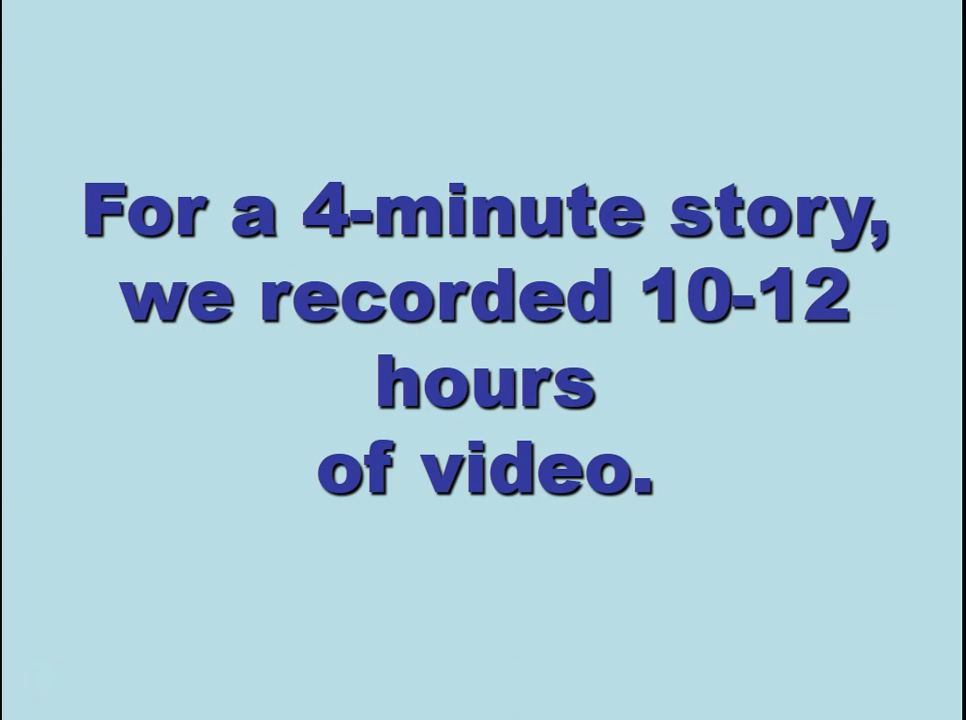 For a 4-minute story,
we recorded 10-12
hours
of video.